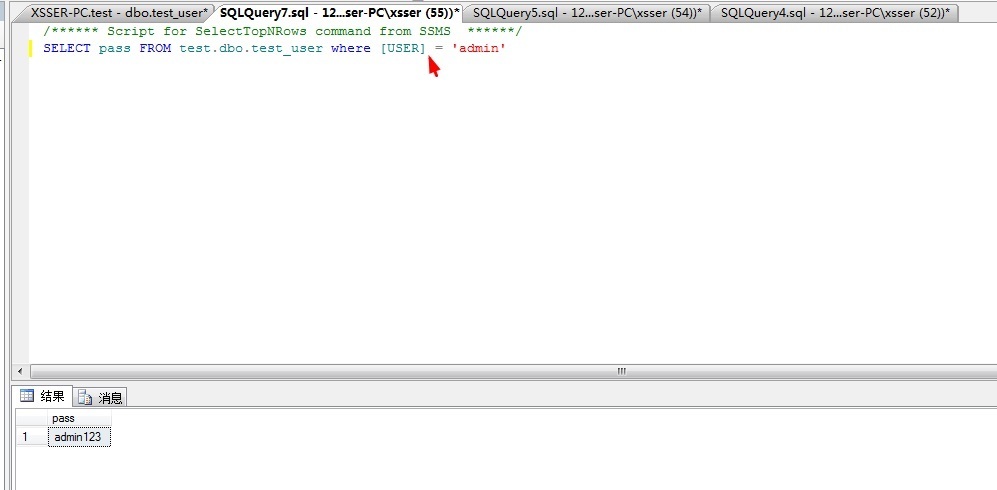 XSSER-PC.test - dbo.test_user* SQLQuery7.sql - 12...ser-PC\xsser (55))* SQLQuery5.sql - 12...ser-PC\xsser (54))* SQLQuery4.sql - 12...ser-PC\xsser (52))*
/****** Script for SelectTopNRows command from SSMS  ******/
SELECT pass FROM test.dbo.test_user where [USER] = 'admin'
结果 消息
pass
1 admin123